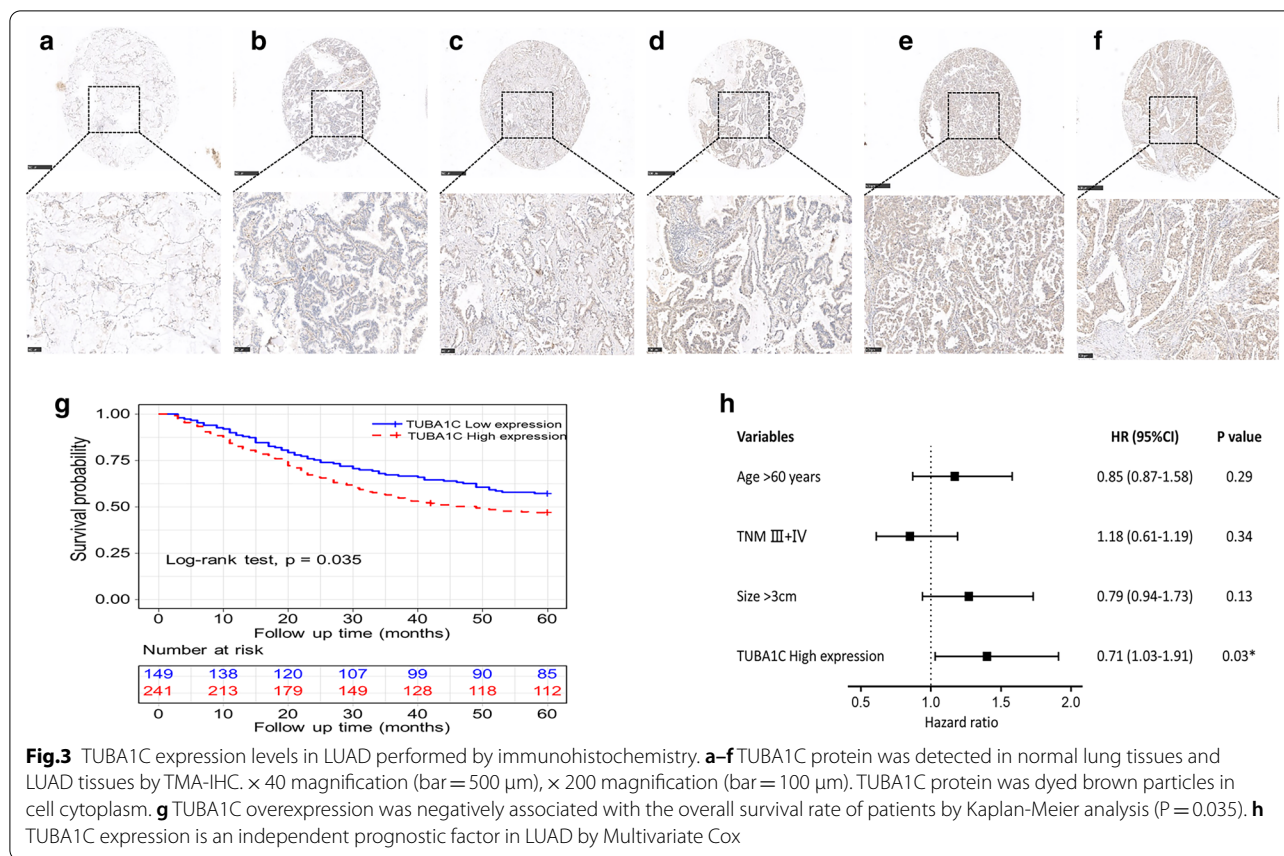 a b c d e f
g
1.00
0.75
0.50
0.25
0.00
Survival probability
TUBA1C Low expression
TUBA1C High expression
Log-rank test, p = 0.035
0 10 20 30 40 50 60
Follow up time (months)
Number at risk
149 138 120 107 99 90 85
241 213 179 149 128 118 112
0 10 20 30 40 50 60
Follow up time (months)
h
Variables HR (95%CI) P value
Age >60 years 0.85 (0.87-1.58) 0.29
TNM Ⅲ+Ⅳ 1.18 (0.61-1.19) 0.34
Size >3cm 0.79 (0.94-1.73) 0.13
TUBA1C High expression 0.71 (1.03-1.91) 0.03*
0.5 1.0 1.5 2.0
Hazard ratio
Fig.3 TUBA1C expression levels in LUAD performed by immunohistochemistry. a–f TUBA1C protein was detected in normal lung tissues and
LUAD tissues by TMA-IHC. × 40 magnification (bar = 500 μm), × 200 magnification (bar = 100 μm). TUBA1C protein was dyed brown particles in
cell cytoplasm. g TUBA1C overexpression was negatively associated with the overall survival rate of patients by Kaplan-Meier analysis (P = 0.035). h
TUBA1C expression is an independent prognostic factor in LUAD by Multivariate Cox